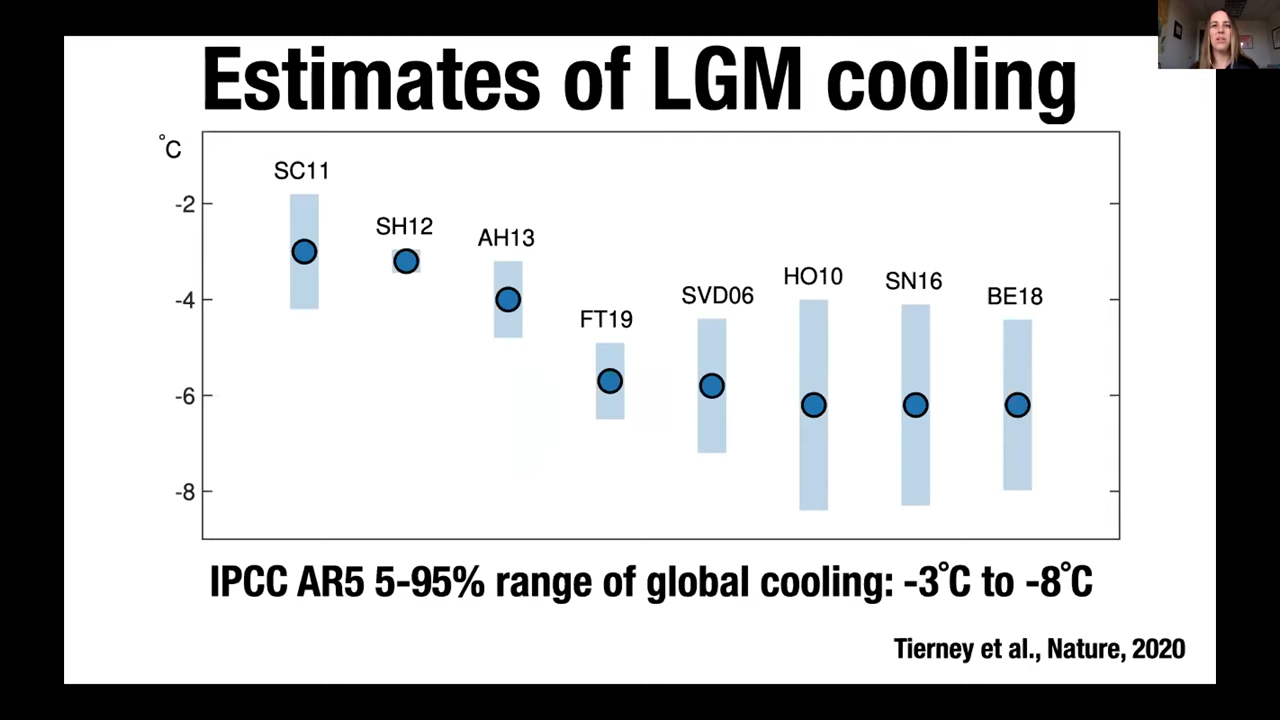 Estimates of LGM cooling
°C
SC11
SH12
AH13
FT19
SVD06
HO10
SN16
BE18
-2
-4
-6
-8
IPCC AR5 5-95% range of global cooling: -3°C to -8°C
Tierney et al., Nature, 2020